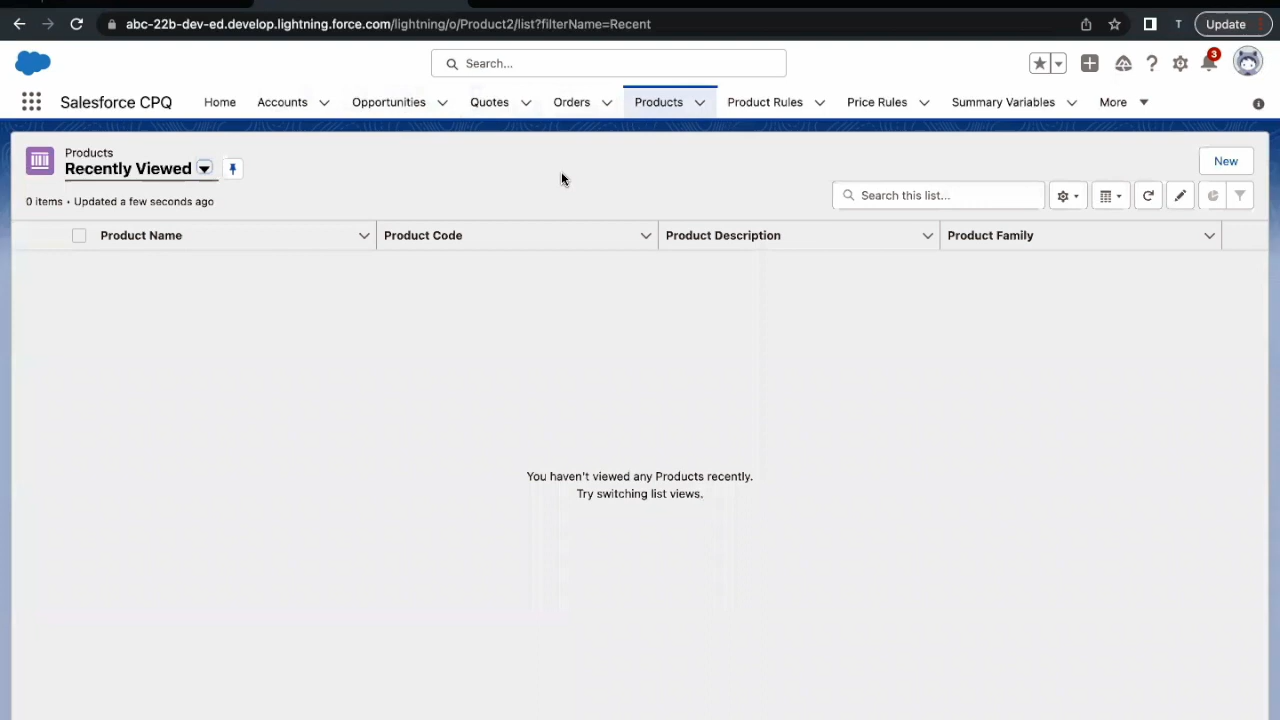 abc-22b-dev-ed.develop.lightning.force.com/lightning/o/Product2/list?filterName=Recent
T
Update
Search...
3
Salesforce CPQ
Home
Accounts
Opportunities
Quotes
Orders
Products
Product Rules
Price Rules
Summary Variables
More
Products
Recently Viewed
New
0 items • Updated a few seconds ago
Search this list...
Product Name
Product Code
Product Description
Product Family
You haven't viewed any Products recently.
Try switching list views.